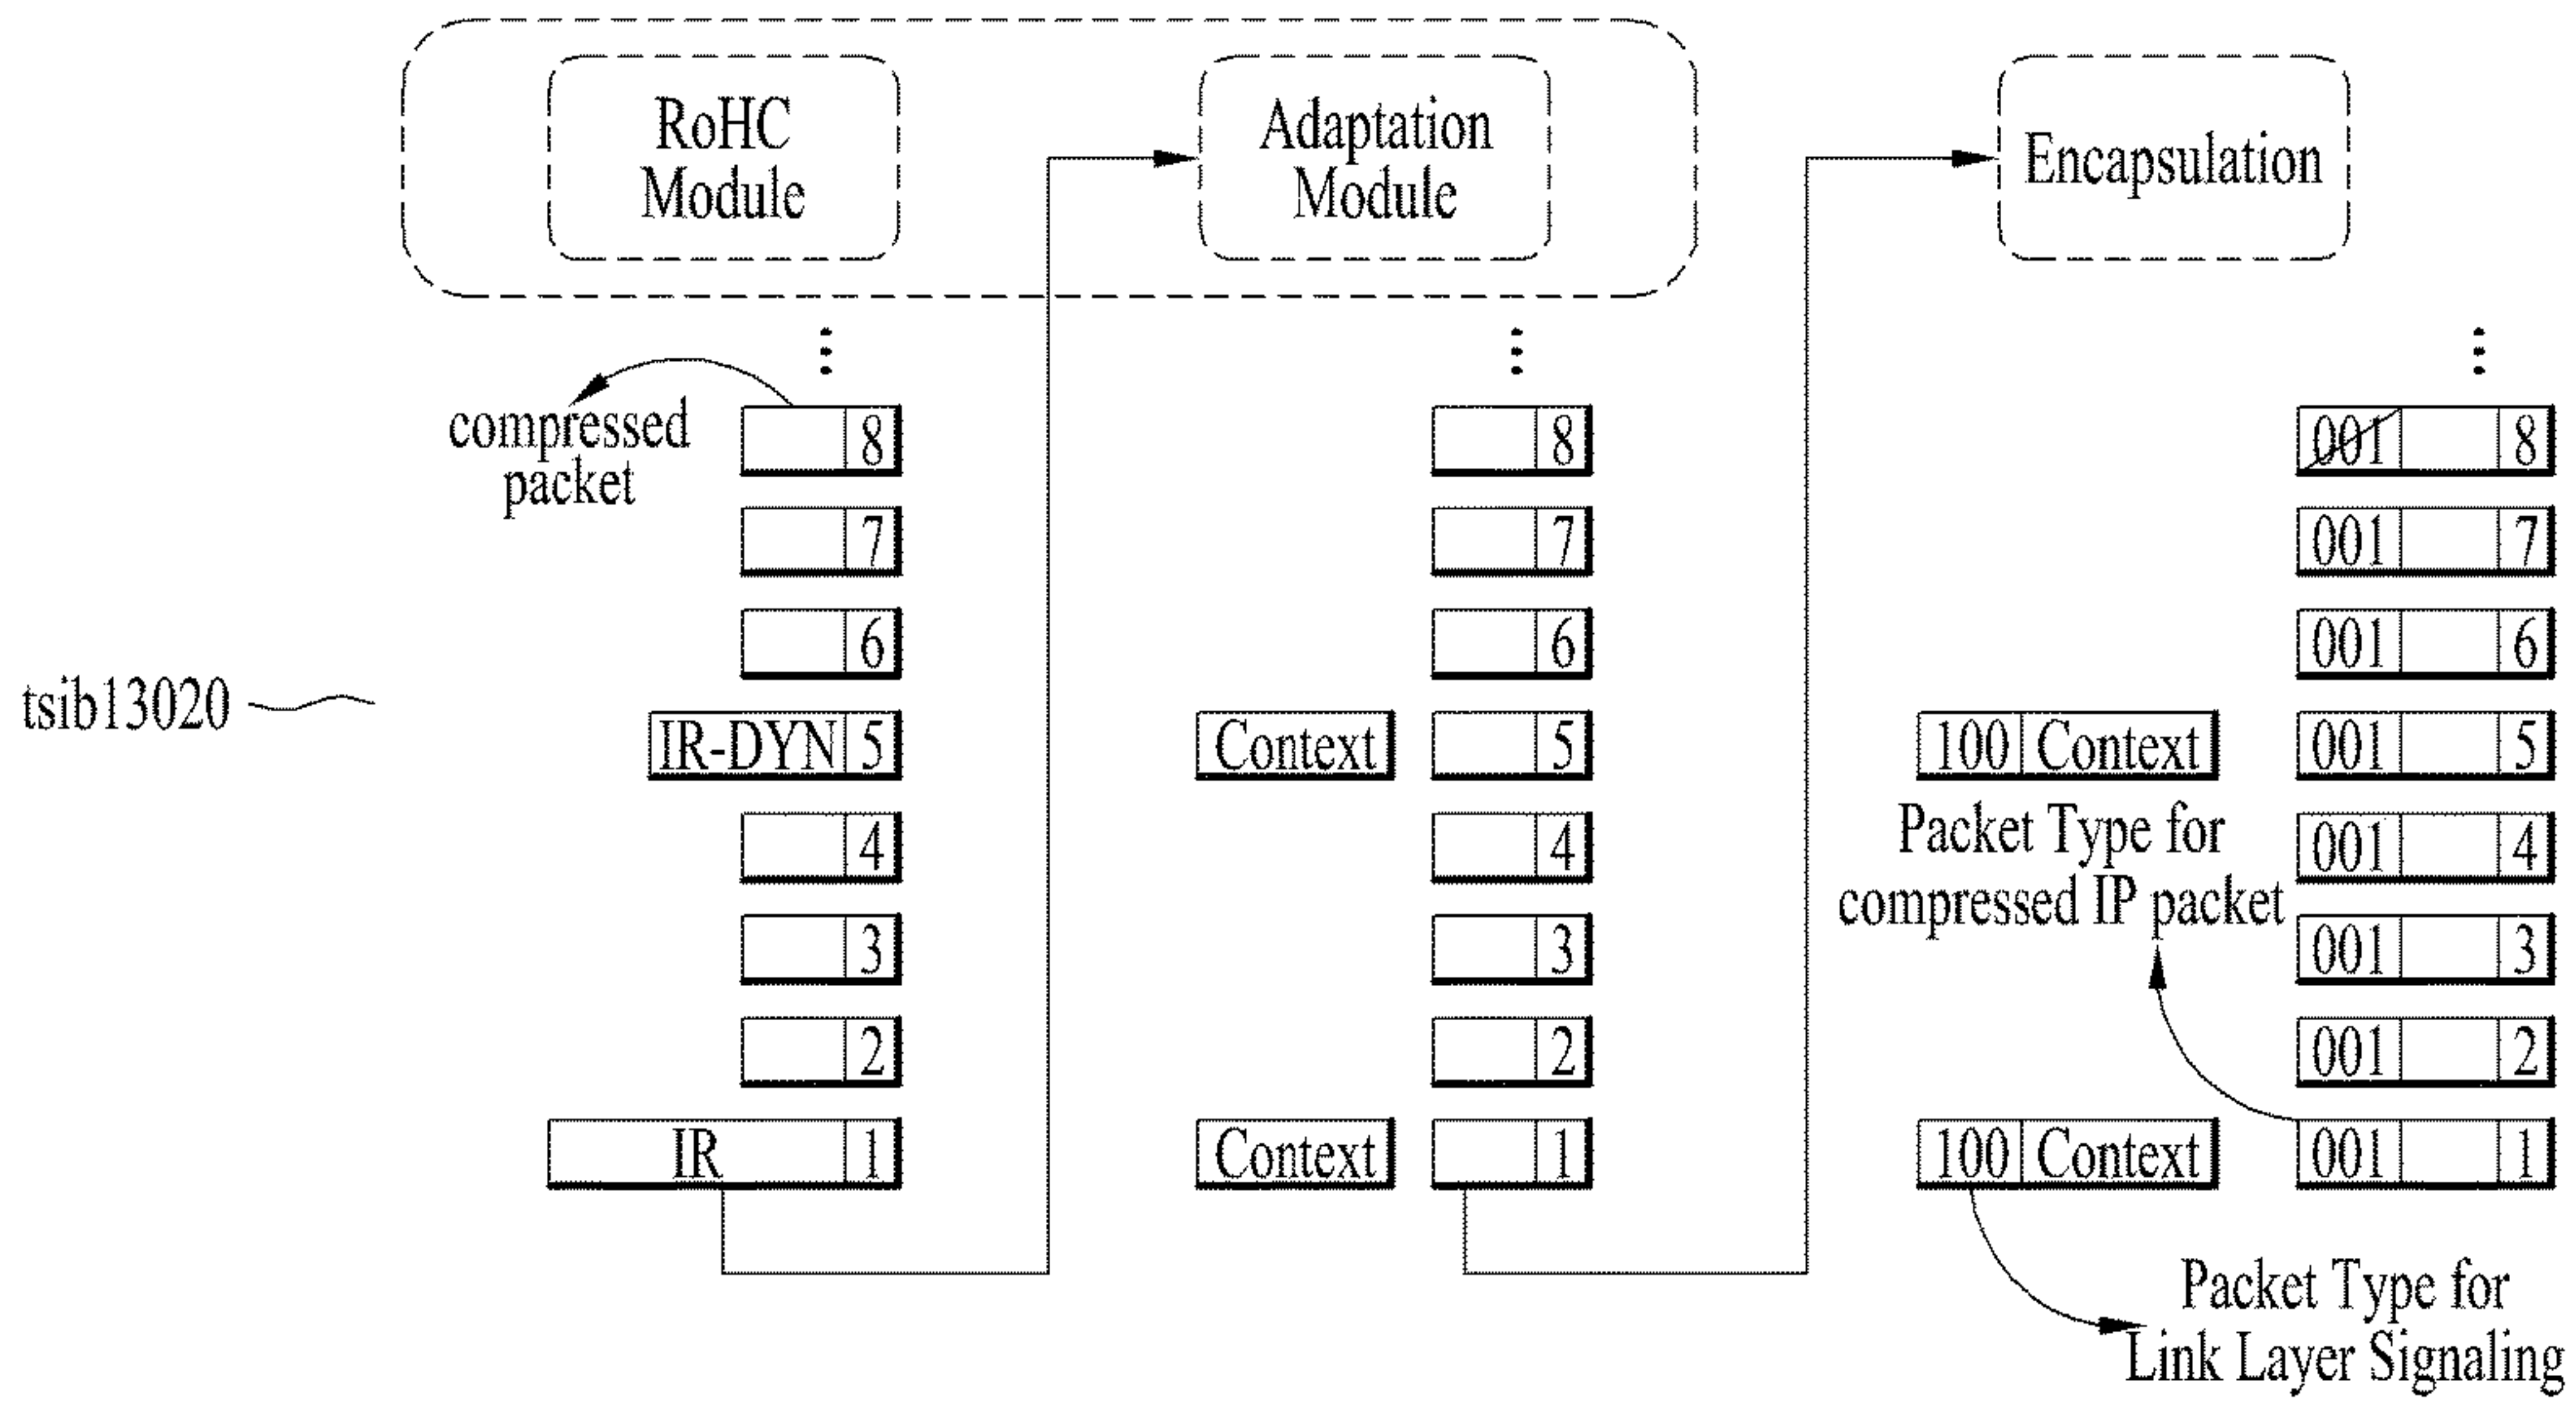 RoHC
Module
Adaptation
Module
Encapsulation
compressed
packet
8
8
001 8
7
7
001 7
6
6
001 6
tsib13020
IR-DYN 5
Context 5
100 Context 001 5
4
4
Packet Type for
compressed IP packet
001 4
3
3
001 3
2
2
001 2
IR 1
Context 1
100 Context 001 1
Packet Type for
Link Layer Signaling